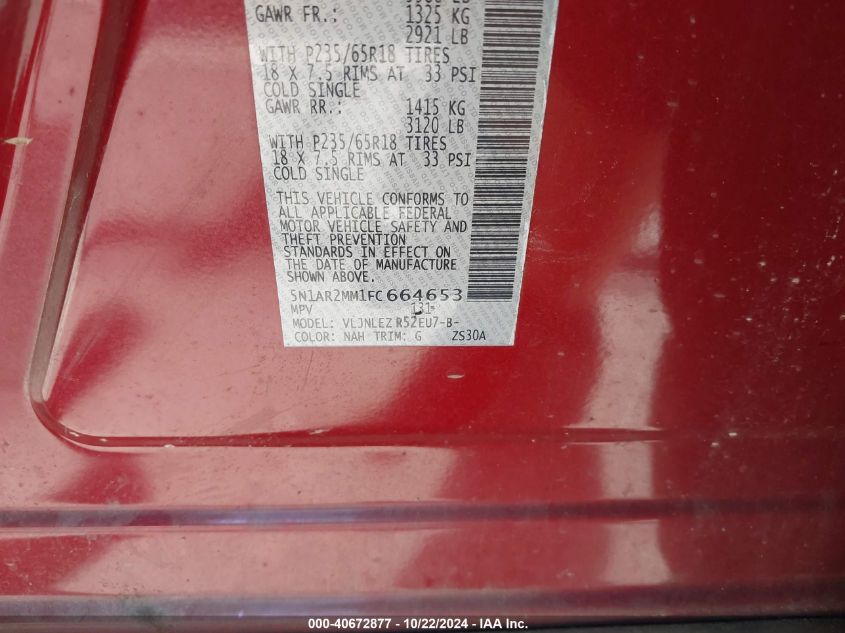 GAWR FR.: 1325 KG
2921 LB
WITH P235/65R18 TIRES
18 X 7.5 RIMS AT 33 PSI
COLD SINGLE
GAWR RR.: 1415 KG
3120 LB
WITH P235/65R18 TIRES
18 X 7.5 RIMS AT 33 PSI
COLD SINGLE
THIS VEHICLE CONFORMS TO
ALL APPLICABLE FEDERAL
MOTOR VEHICLE SAFETY AND
THEFT PREVENTION
STANDARDS IN EFFECT ON
THE DATE OF MANUFACTURE
SHOWN ABOVE.
5N1AR2MM1FC664653
MPV 131-
MODEL: VLJNLEZ R52EU7-B-
COLOR: NAH TRIM: G ZS30A
000-40672877 - 10/22/2024 - IAA Inc.